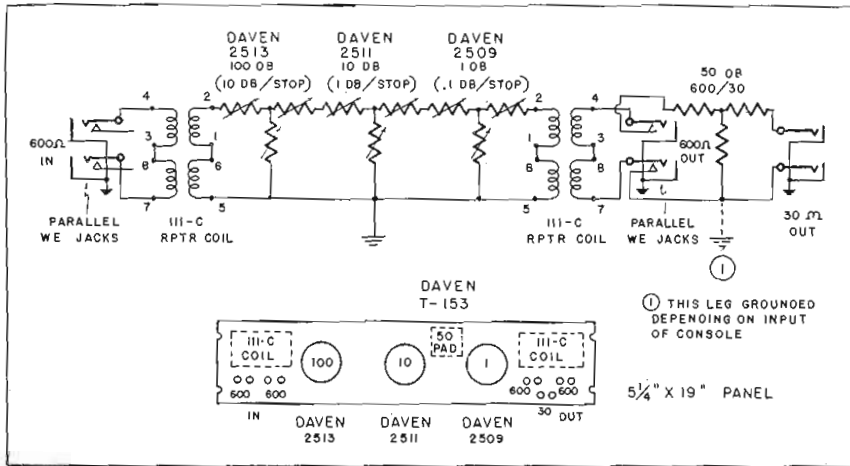 DAVEN
2513
100 DB
(10 DB/STOP)
DAVEN
2511
10 DB
(1 DB/STOP)
DAVEN
2509
1 DB
(.1 DB/STOP)
50 DB
600/30
4
2
2
4
600Ω
IN
3
1
1
3
600Ω
OUT
8
6
8
8
7
5
5
7
PARALLEL
WE JACKS
111-C
RPTR COIL
111-C
RPTR COIL
PARALLEL
WE JACKS
30 Ω
OUT
1
1 THIS LEG GROUNDED
DEPENDING ON INPUT
OF CONSOLE
DAVEN
T-153
111-C
COIL
100
10
50
PAD
1
111-C
COIL
600 600
600 600
30
IN
OUT
DAVEN
2513
DAVEN
2511
DAVEN
2509
5 1/4" X 19" PANEL